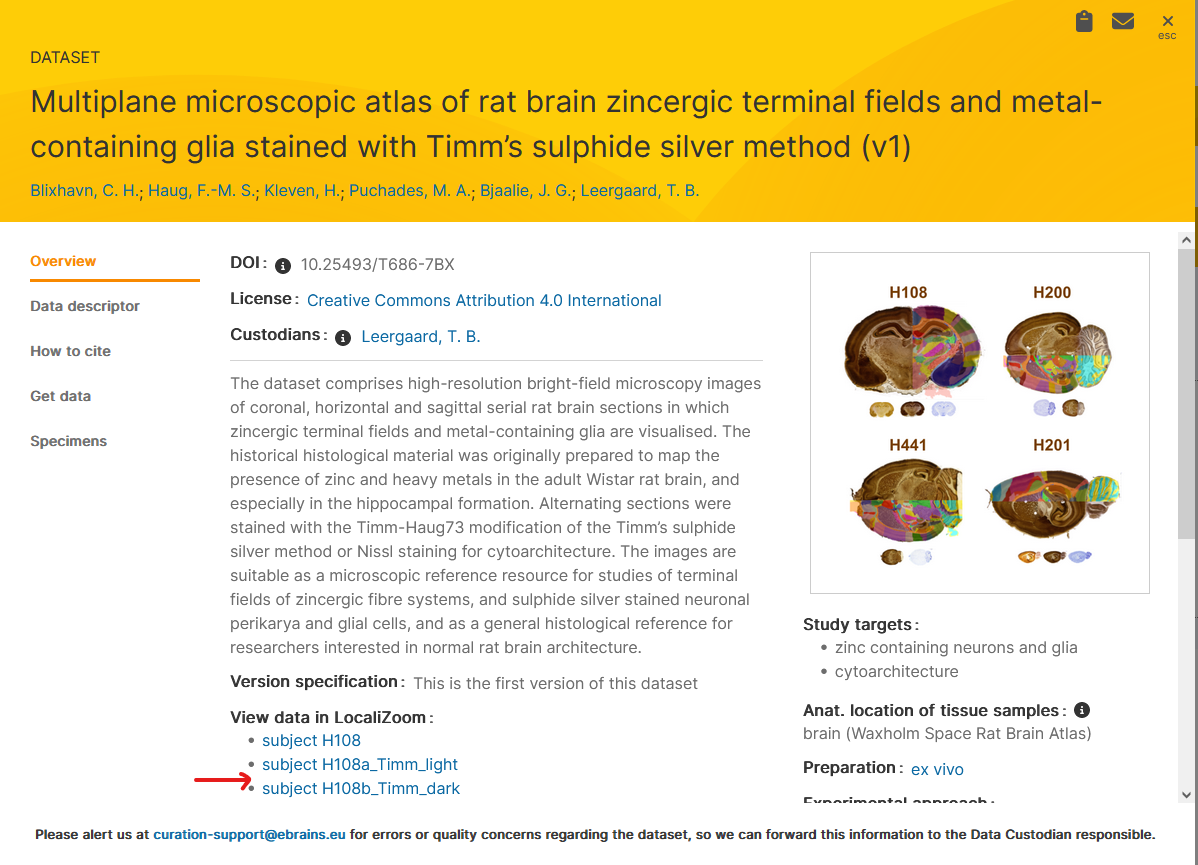 esc
DATASET
Multiplane microscopic atlas of rat brain zincergic terminal fields and metal-
containing glia stained with Timm’s sulphide silver method (v1)
Blixhavn, C. H.; Haug, F.-M. S.; Kleven, H.; Puchades, M. A.; Bjaalie, J. G.; Leergaard, T. B.
Overview
Data descriptor
How to cite
Get data
Specimens
DOI: 10.25493/T686-7BX
License: Creative Commons Attribution 4.0 International
Custodians: Leergaard, T. B.
The dataset comprises high-resolution bright-field microscopy images
of coronal, horizontal and sagittal serial rat brain sections in which
zincergic terminal fields and metal-containing glia are visualised. The
historical histological material was originally prepared to map the
presence of zinc and heavy metals in the adult Wistar rat brain, and
especially in the hippocampal formation. Alternating sections were
stained with the Timm-Haug73 modification of the Timm’s sulphide
silver method or Nissl staining for cytoarchitecture. The images are
suitable as a microscopic reference resource for studies of terminal
fields of zincergic fibre systems, and sulphide silver stained neuronal
perikarya and glial cells, and as a general histological reference for
researchers interested in normal rat brain architecture.
Version specification: This is the first version of this dataset
View data in LocaliZoom:
• subject H108
• subject H108a_Timm_light
• subject H108b_Timm_dark
H108 H200
H441 H201
Study targets:
• zinc containing neurons and glia
• cytoarchitecture
Anat. location of tissue samples:
brain (Waxholm Space Rat Brain Atlas)
Preparation: ex vivo
Experimental approach:
Please alert us at curation-support@ebrains.eu for errors or quality concerns regarding the dataset, so we can forward this information to the Data Custodian responsible.